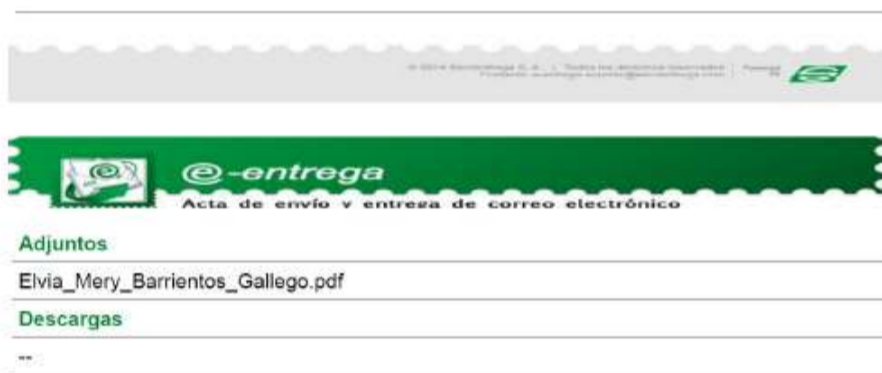 @-entrega
Acta de envío y entrega de correo electrónico
Adjuntos
Elvia_Mery_Barrientos_Gallego.pdf
Descargas
--